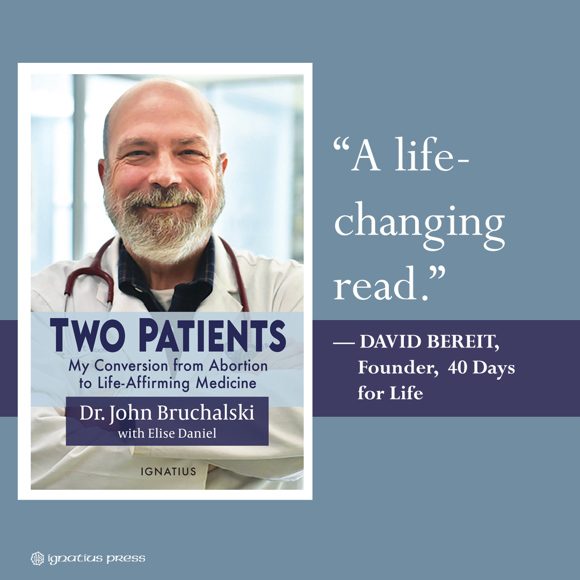 “A life-
changing
read.”
— DAVID BEREIT,
Founder, 40 Days
for Life
TWO PATIENTS
My Conversion from Abortion
to Life-Affirming Medicine
Dr. John Bruchalski
with Elise Daniel
IGNATIUS
ignatius press